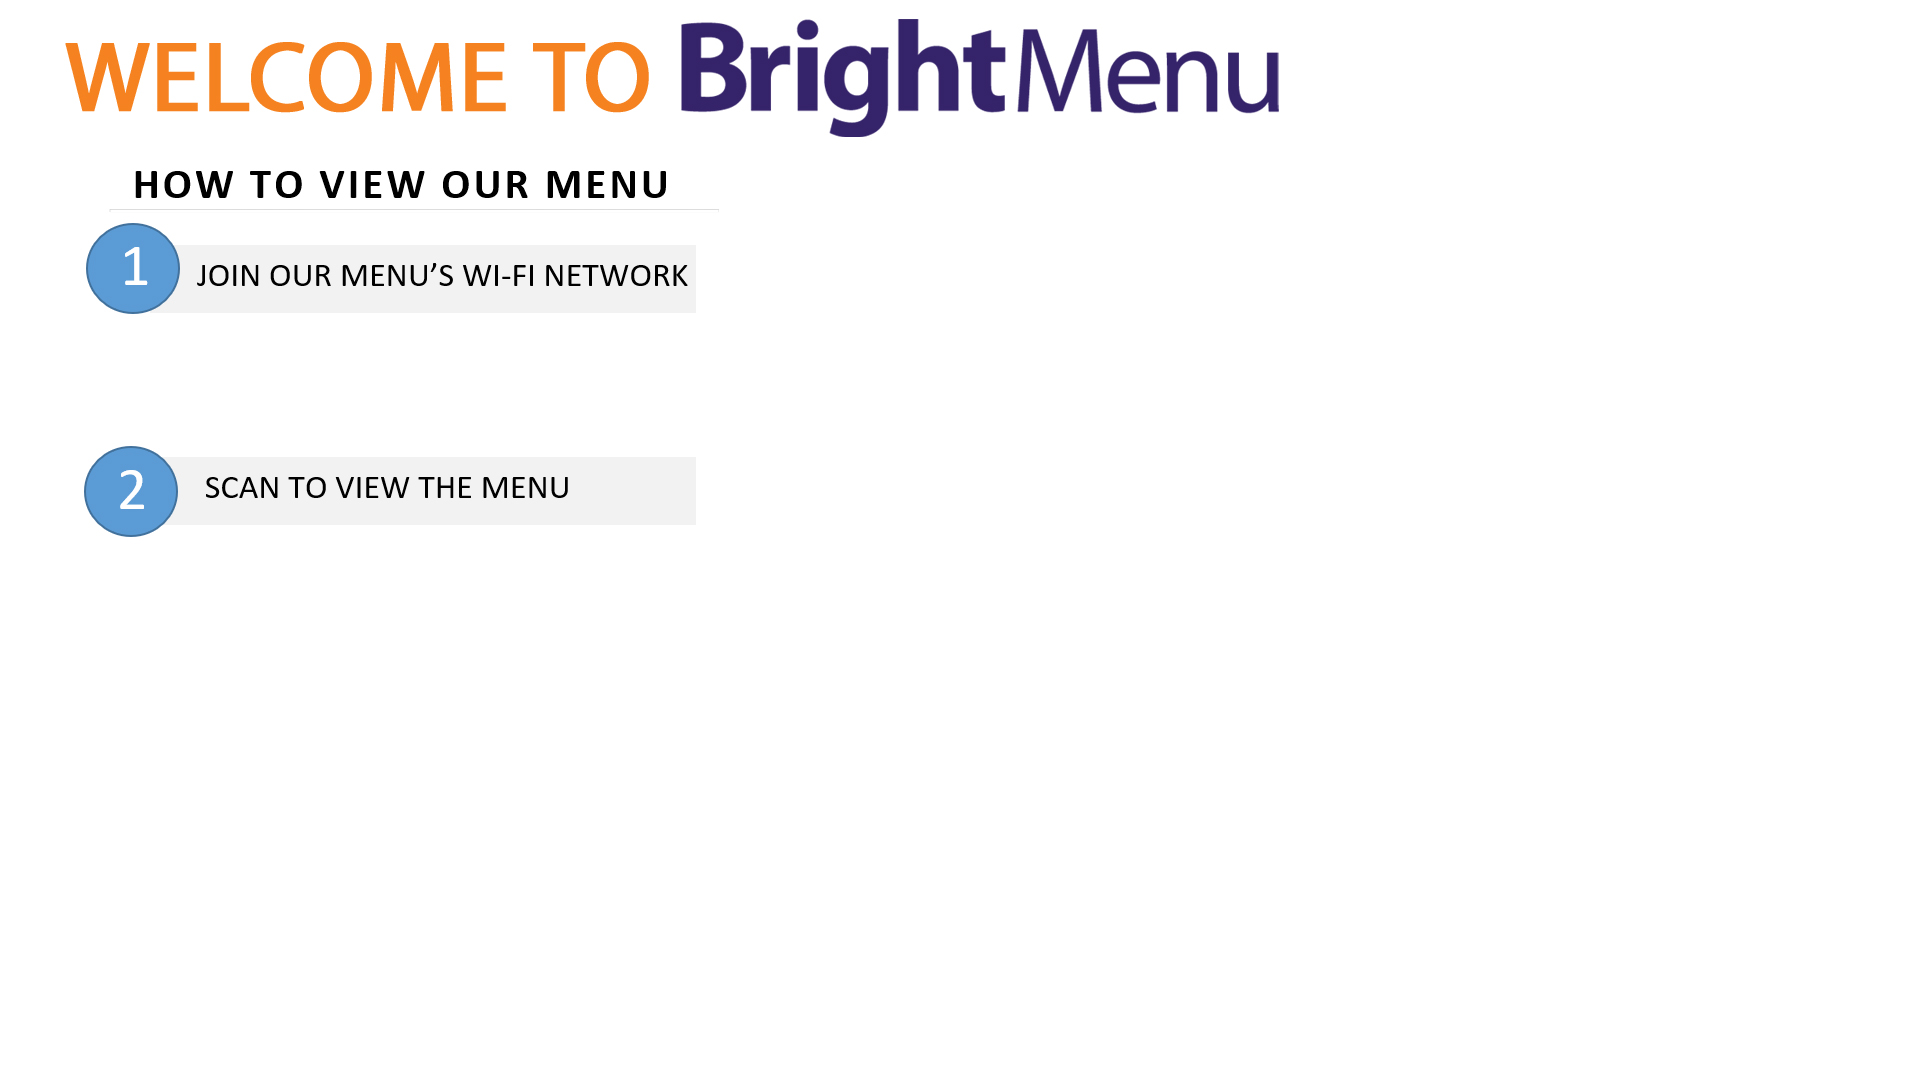 WELCOME TO BrightMenu
HOW TO VIEW OUR MENU
1 JOIN OUR MENU’S WI-FI NETWORK
2 SCAN TO VIEW THE MENU